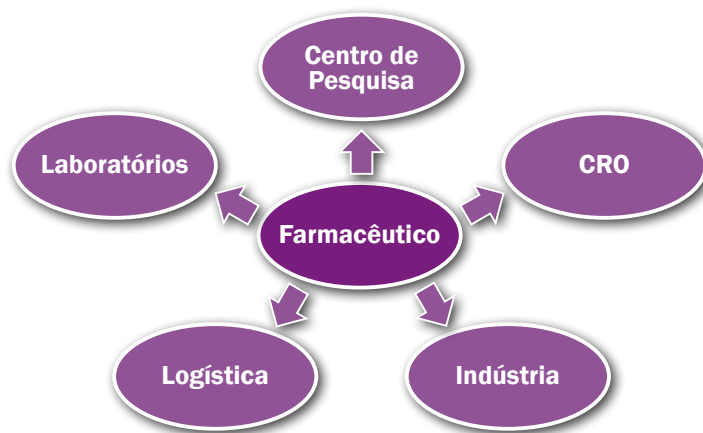 Centro de
Pesquisa
Laboratórios
CRO
Farmacêutico
Logística
Indústria